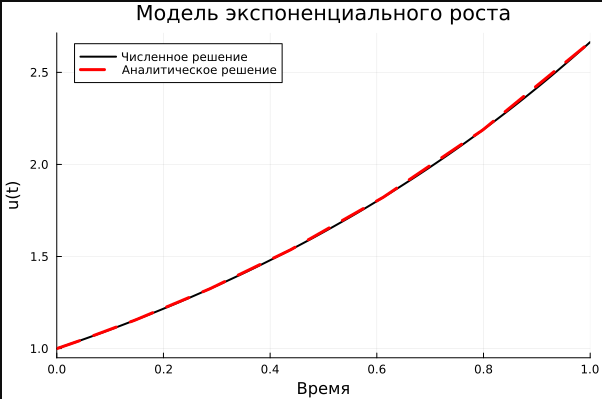 Модель экспоненциального роста
Численное решение
Аналитическое решение
u(t)
2.5
2.0
1.5
1.0
0.0 0.2 0.4 0.6 0.8 1.0
Время